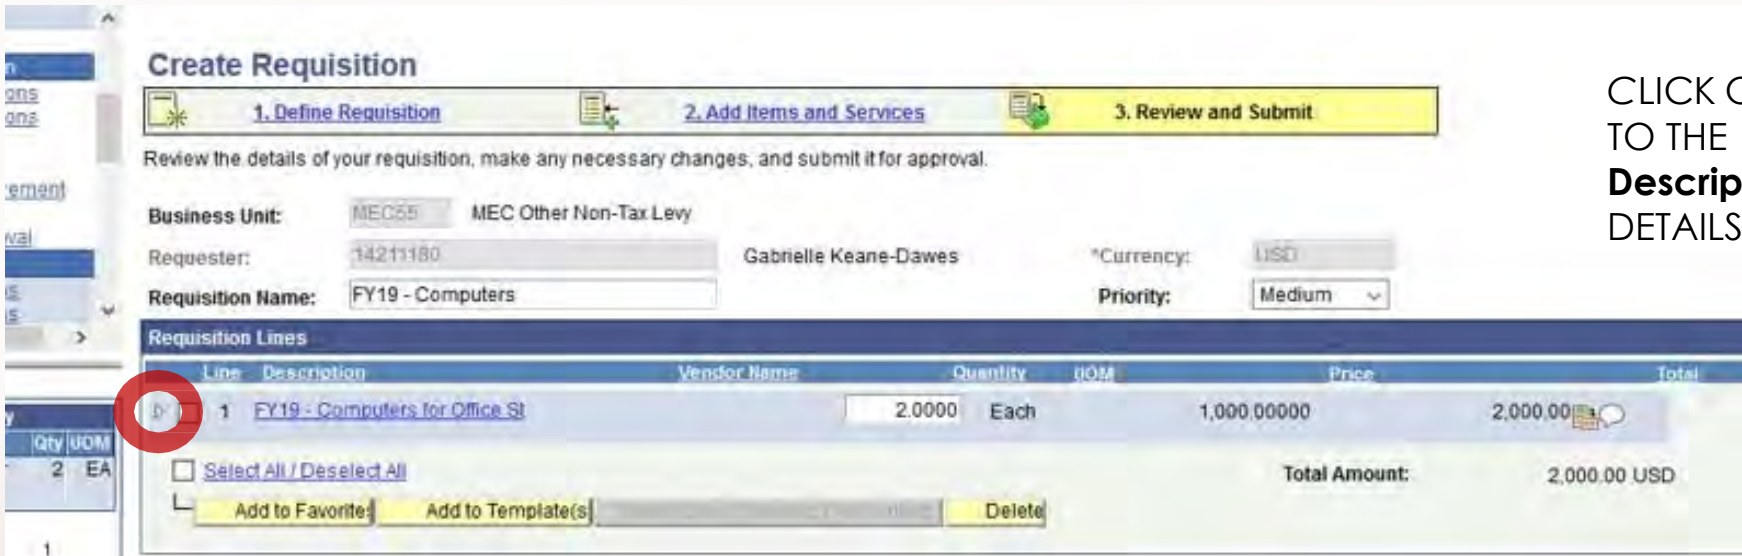 Create Requisition
1. Define Requisition 2. Add Items and Services 3. Review and Submit
Review the details of your requisition, make any necessary changes, and submit it for approval.
Business Unit: MEC55 MEC Other Non-Tax Levy
Requester: 14211180 Gabrielle Keane-Dawes *Currency: USD
Requisition Name: FY19 - Computers Priority: Medium
Requisition Lines
Line Description Vendor Name Quantity UOM Price Total
1 FY19 - Computers for Office St 2.0000 Each 1,000.00000 2,000.00
Select All / Deselect All Total Amount: 2,000.00 USD
Add to Favorites Add to Template(s) Delete
n
ons
ons
ement
val
s
s
y
Qty UOM
2 EA
1
CLICK
TO THE
Descrip
DETAILS